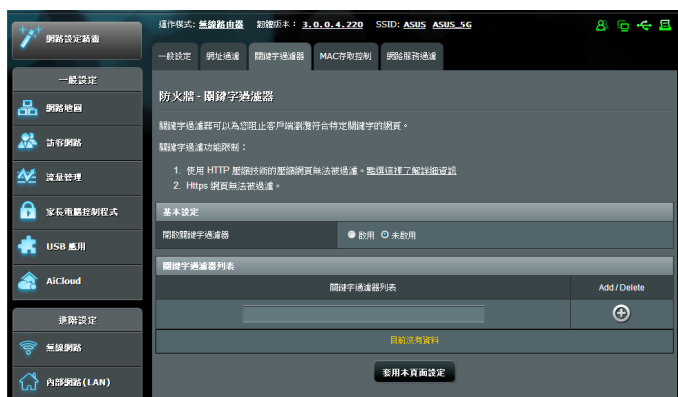 運作模式: 無線路由器 韌體版本: 3.0.0.4.220 SSID: ASUS ASUS_5G
網路設定精靈
一般設定
網路地圖
訪客網路
流量管理
家長電腦控制程式
USB 應用
AiCloud
進階設定
無線網路
內部網路(LAN)
一般設定 網址過濾 關鍵字過濾器 MAC存取控制 網路服務過濾
防火牆 - 關鍵字過濾器
關鍵字過濾器可以為您阻止客戶端瀏覽符合特定關鍵字的網頁。
關鍵字過濾功能限制:
1. 使用 HTTP 壓縮技術的壓縮網頁無法被過濾。點選這裡了解詳細資訊
2. Https 網頁無法被過濾。
基本設定
開啟關鍵字過濾器 啟用 未啟用
關鍵字過濾器列表
關鍵字過濾器列表 Add / Delete
目前沒有資料
套用本頁面設定